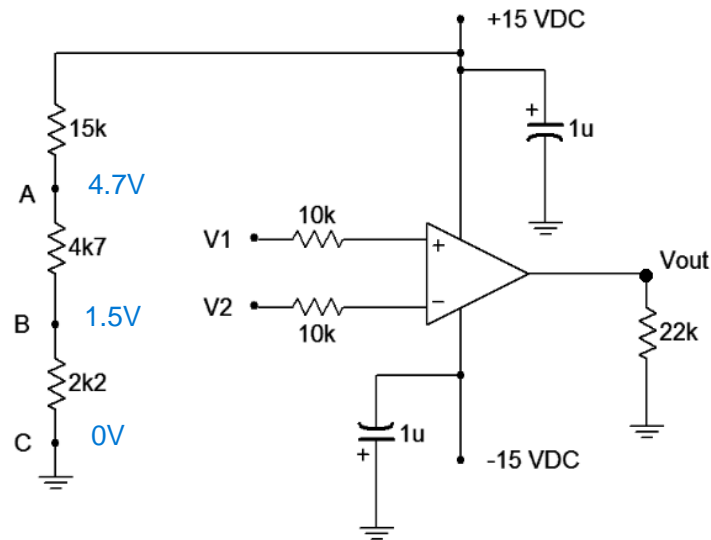 +15 VDC
15k
+
1u
A
4.7V
10k
V1
4k7
+
Vout
V2
−
B
1.5V
10k
22k
2k2
1u
C
0V
+
-15 VDC